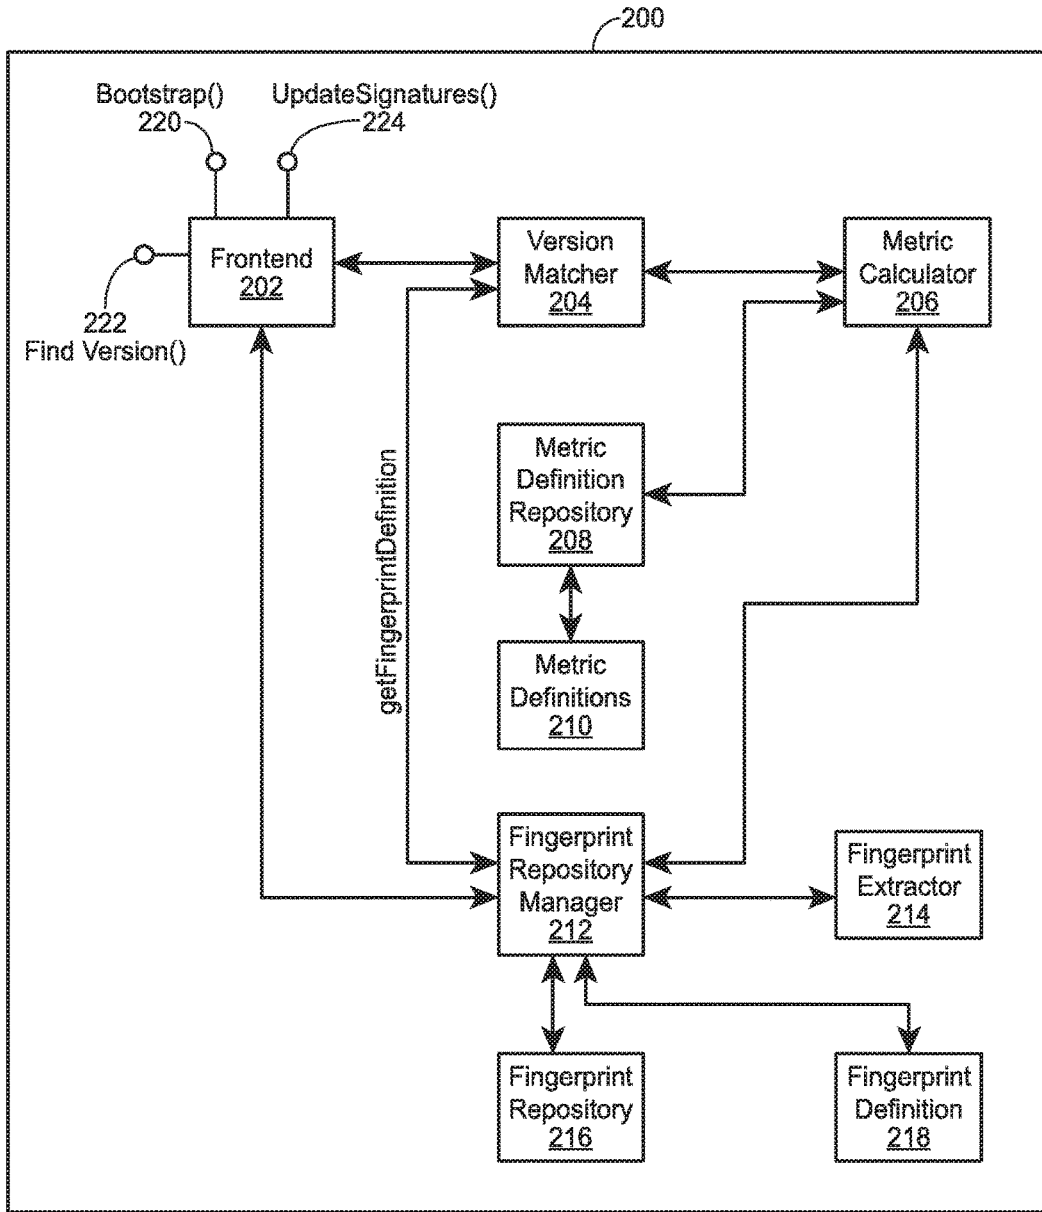 200
Bootstrap()
220
UpdateSignatures()
224
Frontend
202
Version
Matcher
204
Metric
Calculator
206
222
Find Version()
getFingerprintDefinition
Metric
Definition
Repository
208
Metric
Definitions
210
Fingerprint
Repository
Manager
212
Fingerprint
Extractor
214
Fingerprint
Repository
216
Fingerprint
Definition
218